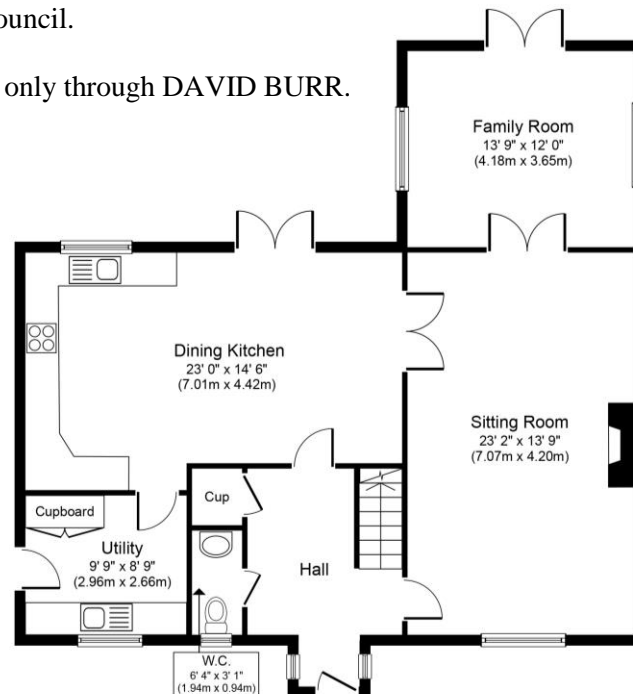 ouncil.
only through DAVID BURR.
Family Room
13' 9" x 12' 0"
(4.18m x 3.65m)
Dining Kitchen
23' 0" x 14' 6"
(7.01m x 4.42m)
Sitting Room
23' 2" x 13' 9"
(7.07m x 4.20m)
Cup
Cupboard
Utility
9' 9" x 8' 9"
(2.96m x 2.66m)
Hall
W.C.
6' 4" x 3' 1"
(1.94m x 0.94m)